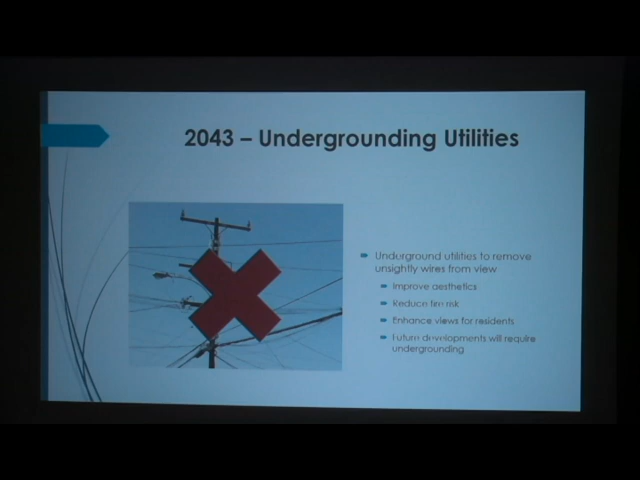 2043 – Undergrounding Utilities
Underground utilities to remove
unsightly wires from view
Improve aesthetics
Reduce fire risk
Enhance views for residents
Future developments will require
undergrounding